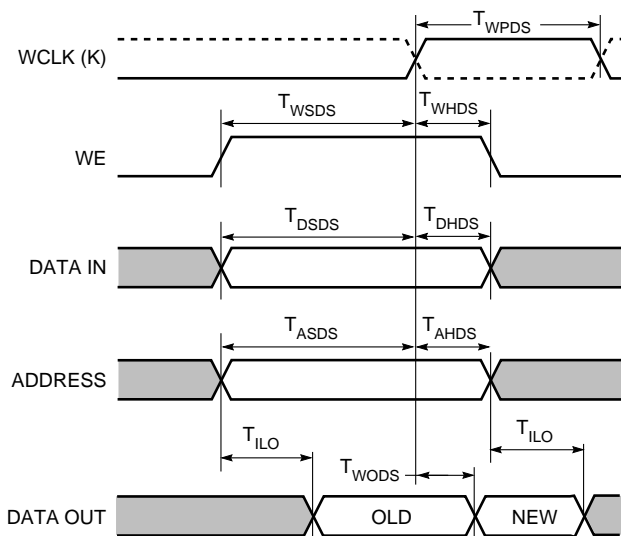 TWPDS
WCLK (K)
TWSDS
TWHDS
WE
TDSDS
TDHDS
DATA IN
TASDS
TAHDS
ADDRESS
TILO
TILO
TWODS
DATA OUT
OLD
NEW